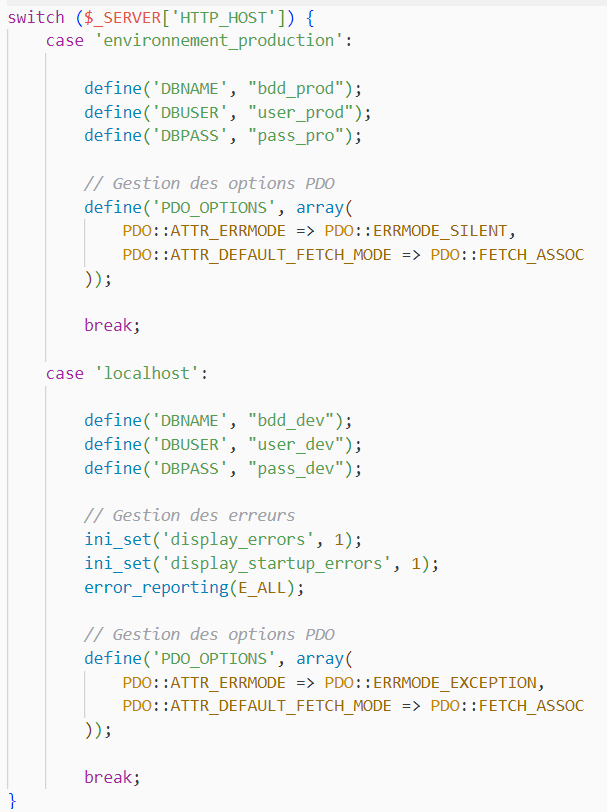 switch ($_SERVER['HTTP_HOST']) {
case 'environnement_production':
define('DBNAME', "bdd_prod");
define('DBUSER', "user_prod");
define('DBPASS', "pass_pro");
// Gestion des options PDO
define('PDO_OPTIONS', array(
PDO::ATTR_ERRMODE => PDO::ERRMODE_SILENT,
PDO::ATTR_DEFAULT_FETCH_MODE => PDO::FETCH_ASSOC
));
break;
case 'localhost':
define('DBNAME', "bdd_dev");
define('DBUSER', "user_dev");
define('DBPASS', "pass_dev");
// Gestion des erreurs
ini_set('display_errors', 1);
ini_set('display_startup_errors', 1);
error_reporting(E_ALL);
// Gestion des options PDO
define('PDO_OPTIONS', array(
PDO::ATTR_ERRMODE => PDO::ERRMODE_EXCEPTION,
PDO::ATTR_DEFAULT_FETCH_MODE => PDO::FETCH_ASSOC
));
break;
}